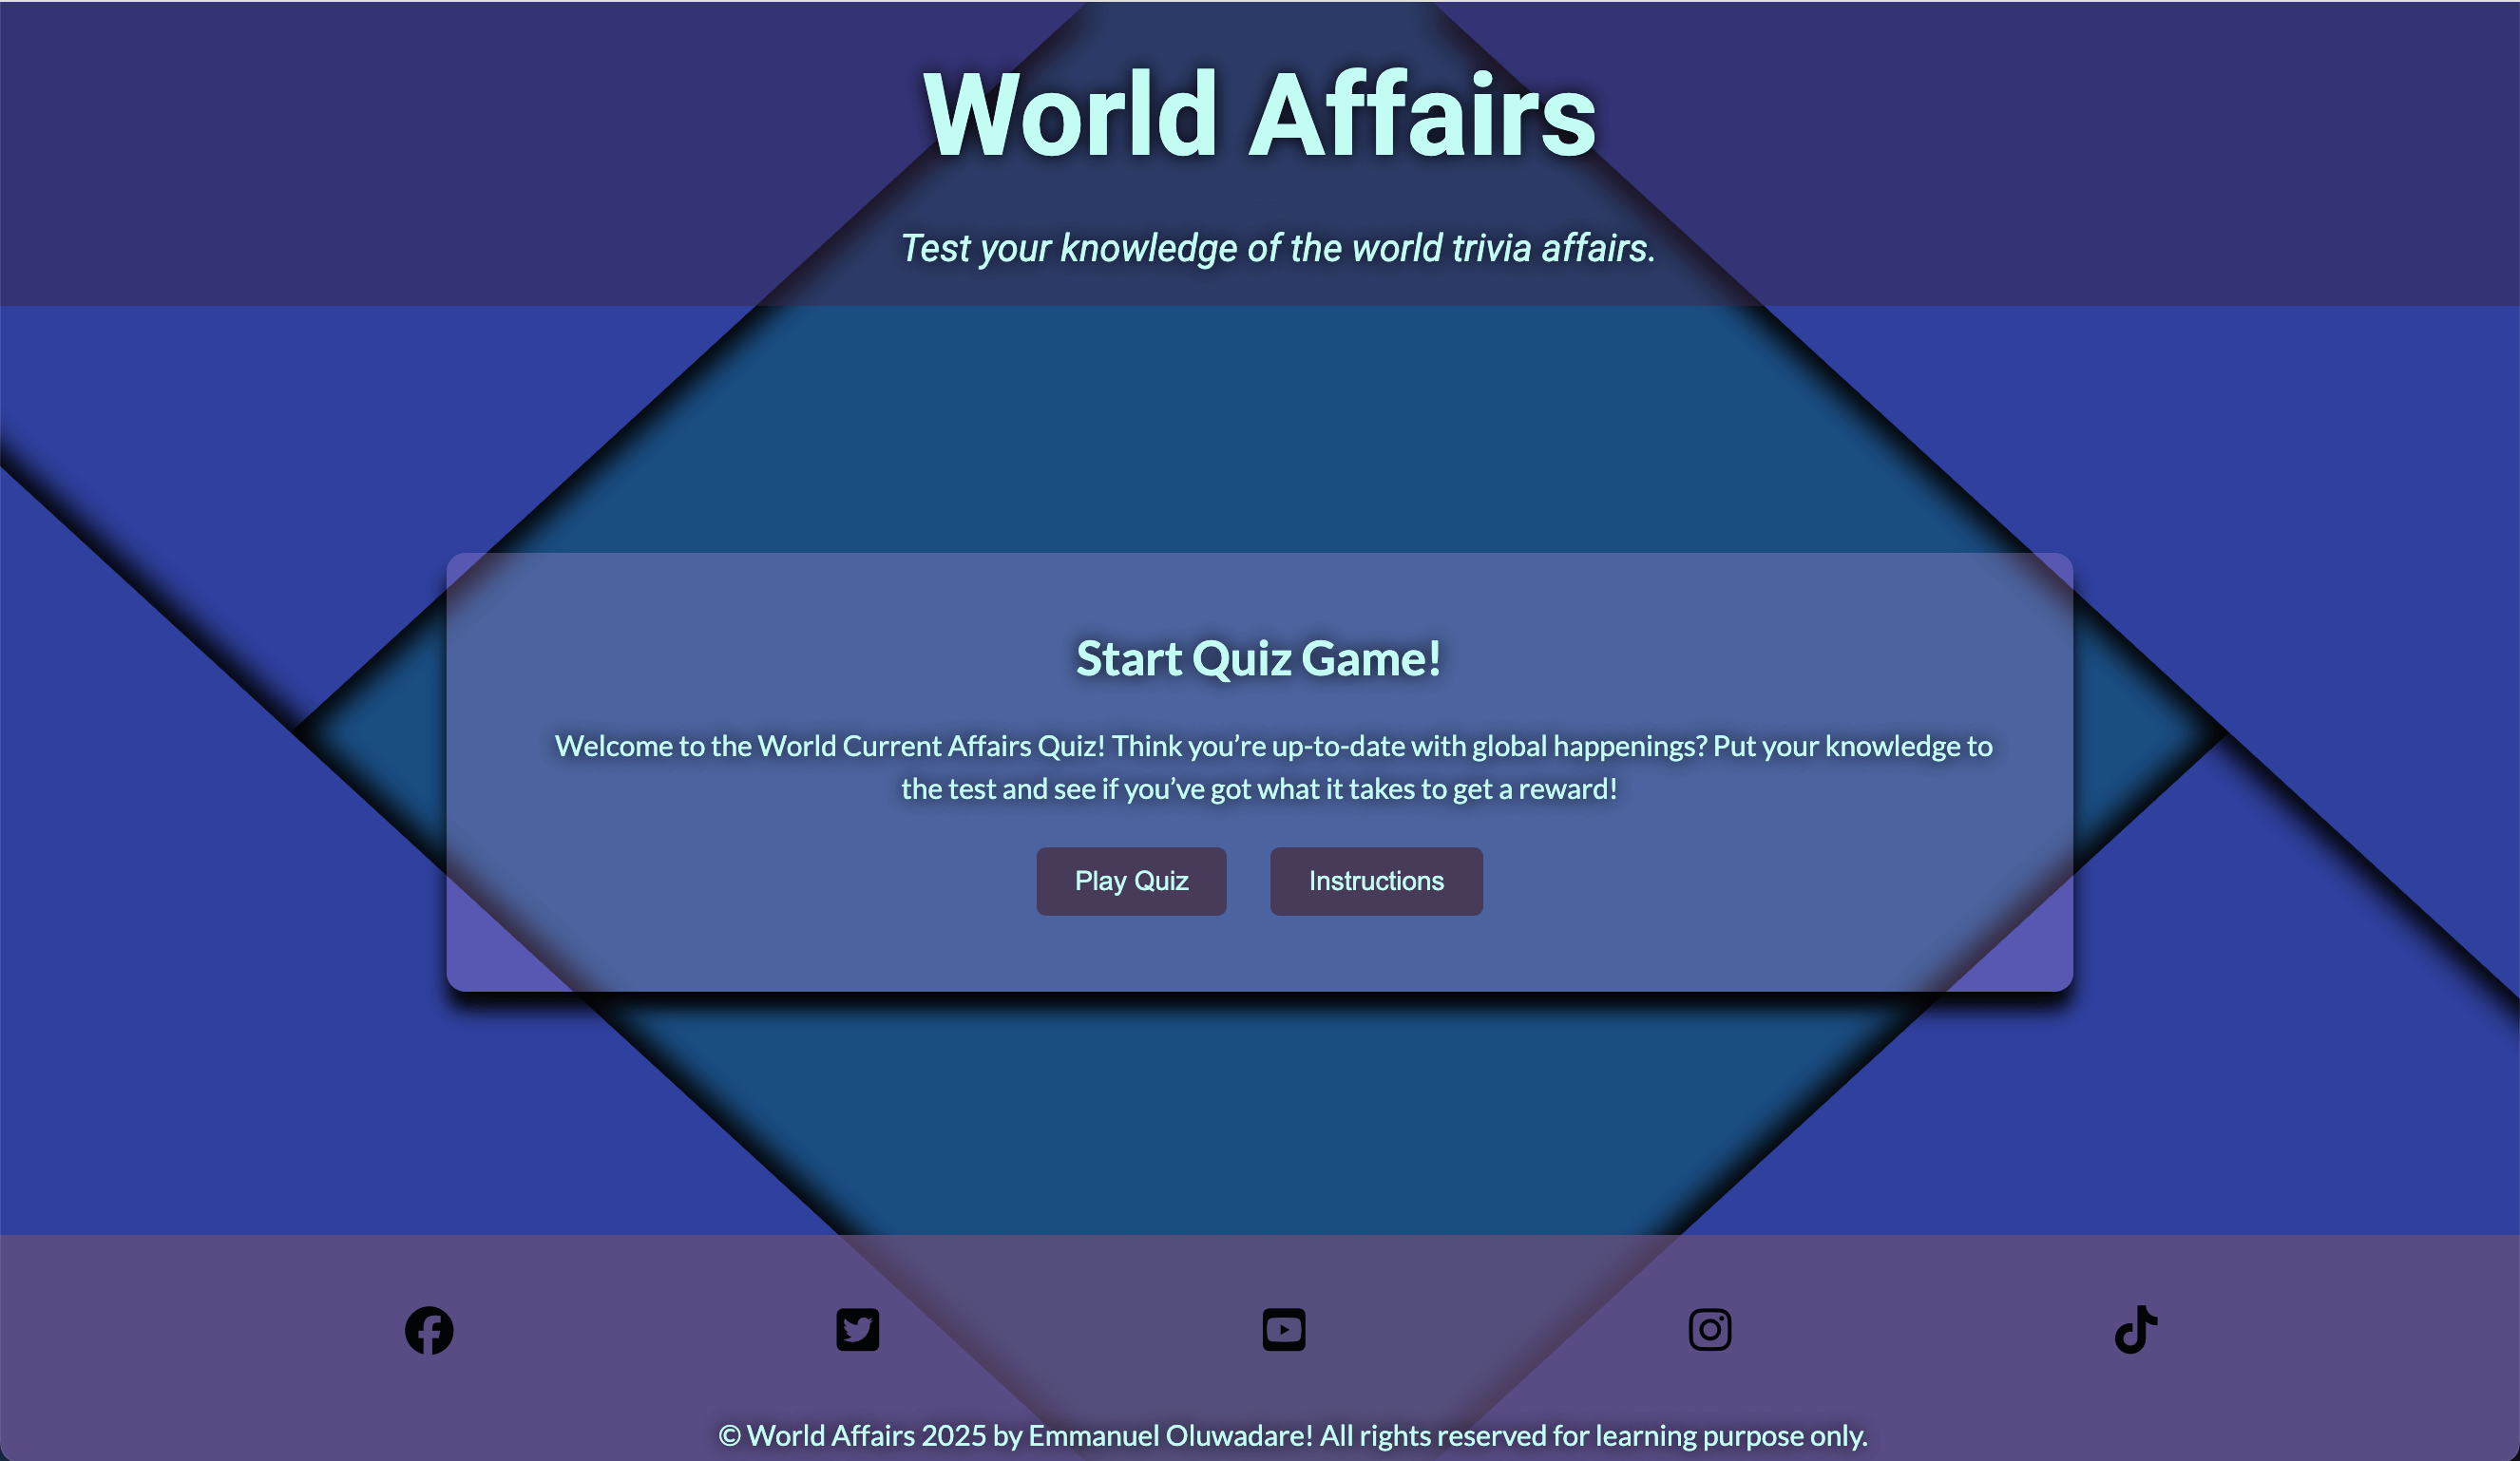 World Affairs
Test your knowledge of the world trivia affairs.
Start Quiz Game!
Welcome to the World Current Affairs Quiz! Think you’re up-to-date with global happenings? Put your knowledge to
the test and see if you’ve got what it takes to get a reward!
Play Quiz Instructions
© World Affairs 2025 by Emmanuel Oluwadare! All rights reserved for learning purpose only.